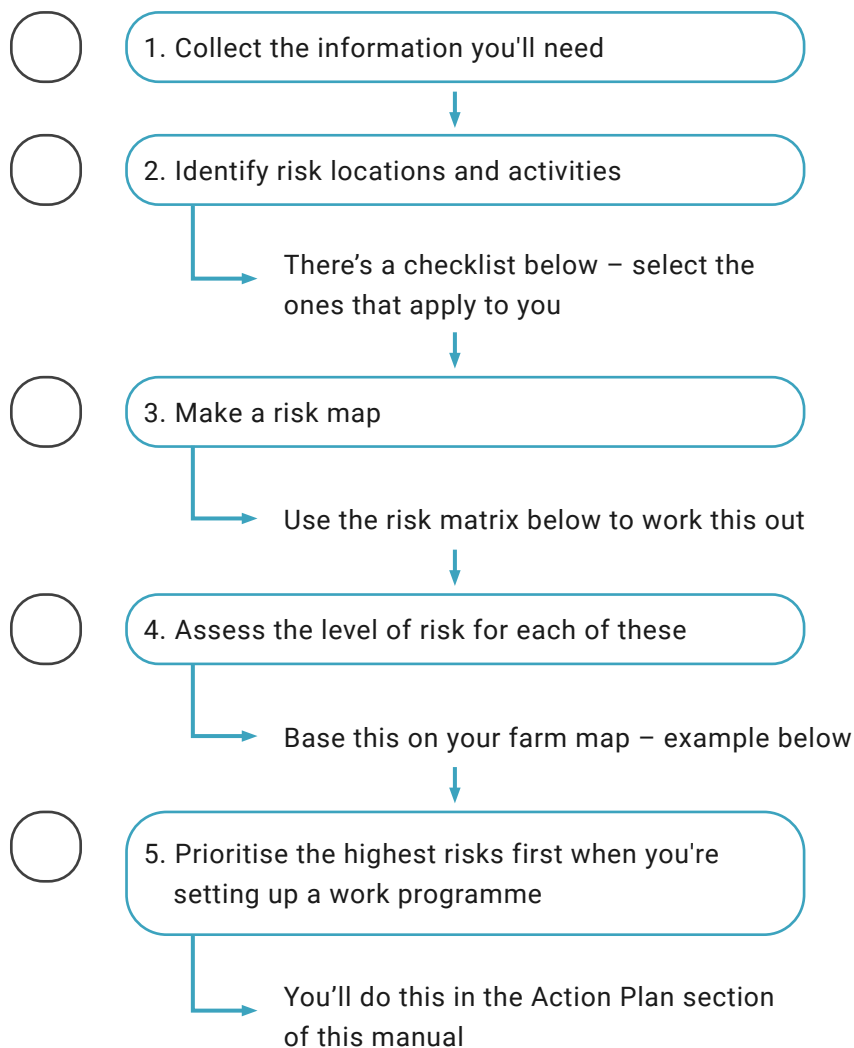 1. Collect the information you'll need
2. Identify risk locations and activities
There’s a checklist below – select the
ones that apply to you
3. Make a risk map
Use the risk matrix below to work this out
4. Assess the level of risk for each of these
Base this on your farm map – example below
5. Prioritise the highest risks first when you're
setting up a work programme
You’ll do this in the Action Plan section
of this manual